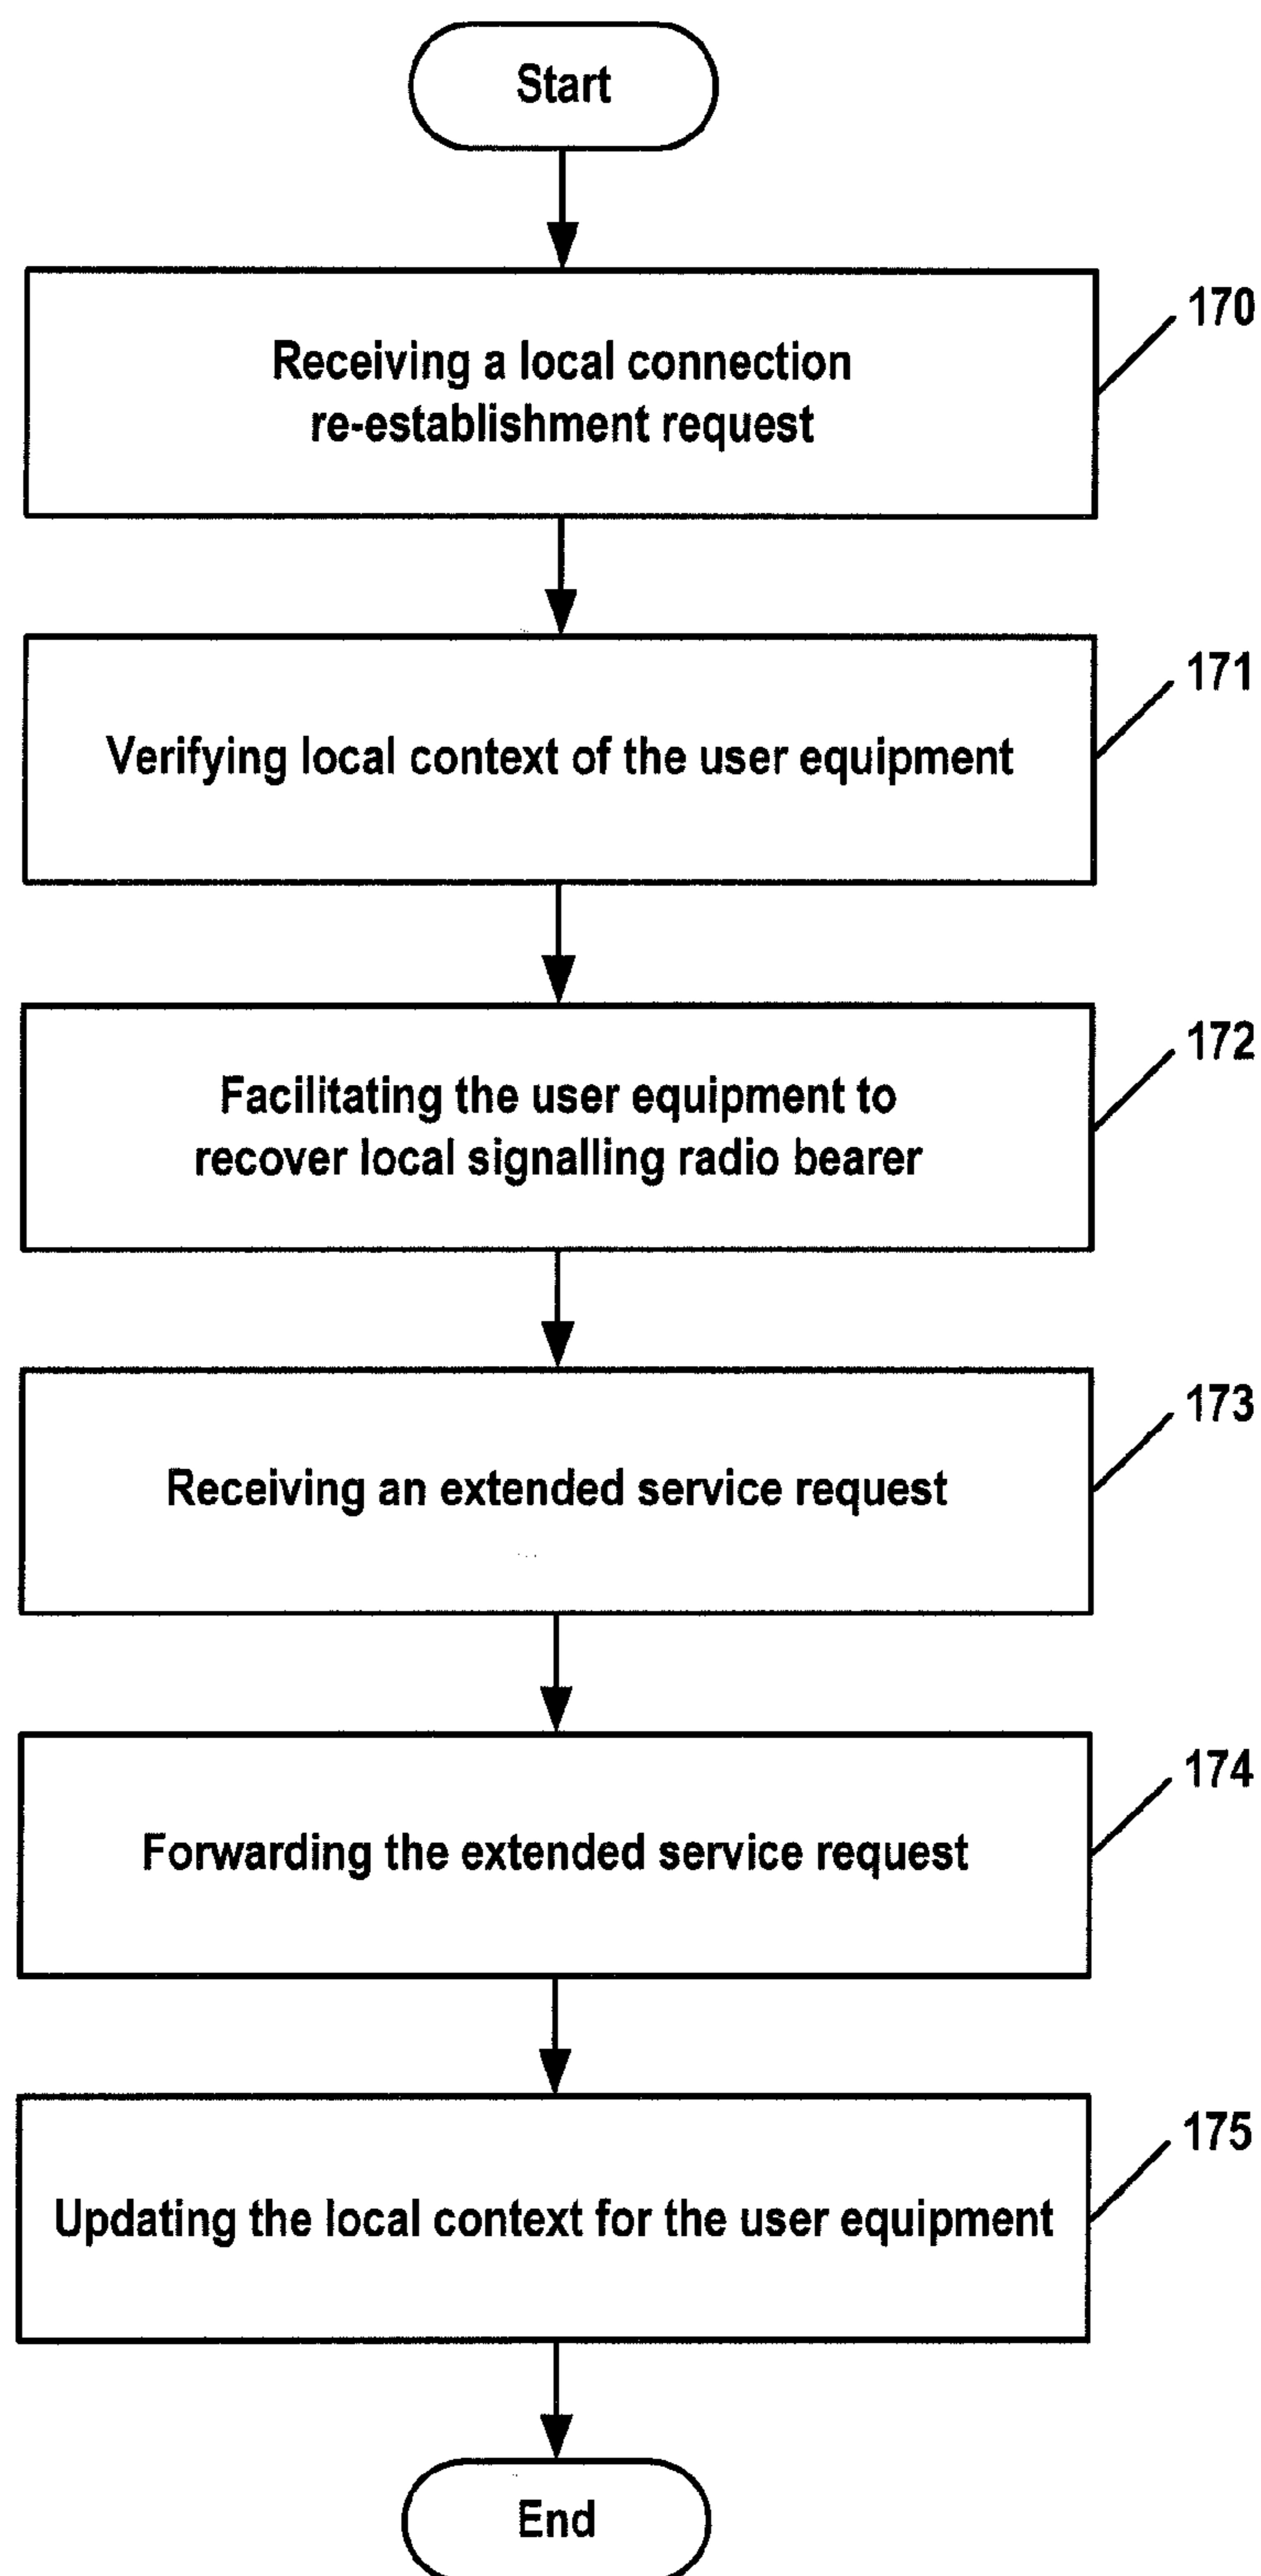 Start
170
Receiving a local connection
re-establishment request
171
Verifying local context of the user equipment
172
Facilitating the user equipment to
recover local signalling radio bearer
173
Receiving an extended service request
174
Forwarding the extended service request
175
Updating the local context for the user equipment
End